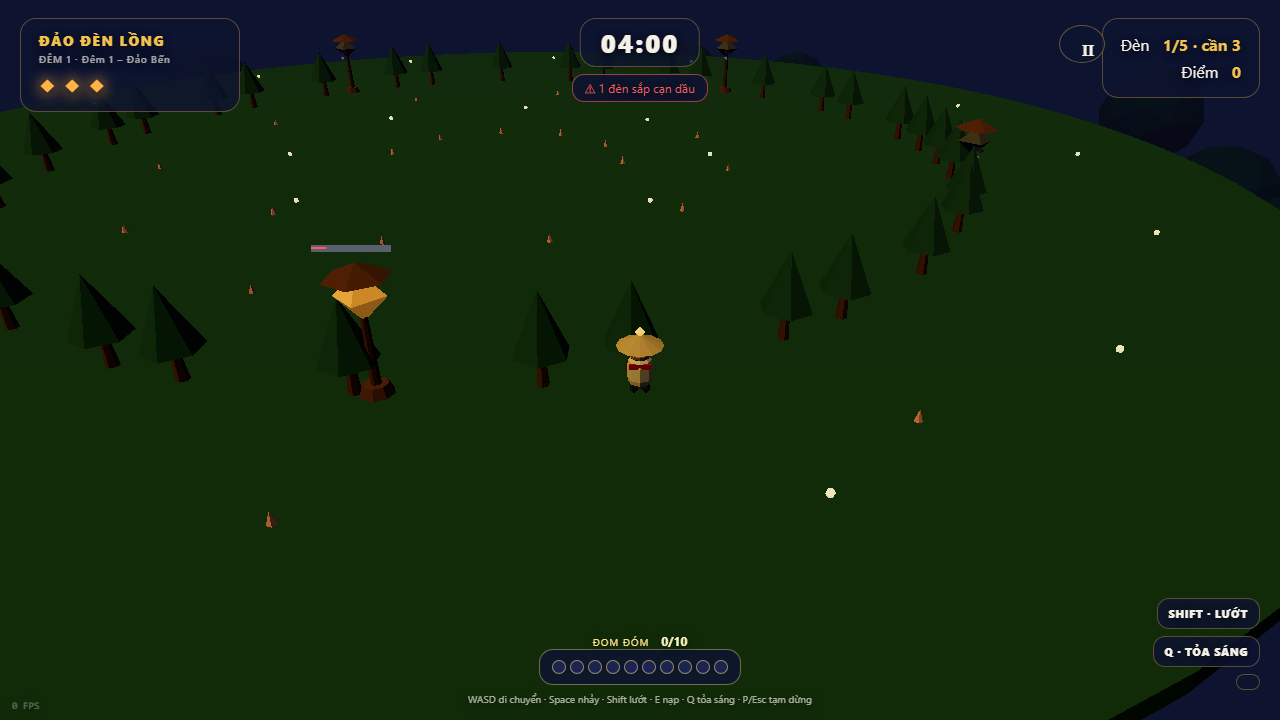 ĐẢO ĐÈN LỒNG
ĐÊM 1 · Đêm 1 – Đảo Bến
04:00
⚠ 1 đèn sắp cạn dầu
II
Đèn 1/5 · cần 3
Điểm 0
SHIFT · LƯỚT
Q · TỎA SÁNG
ĐOM ĐÓM 0/10
WASD di chuyển · Space nhảy · Shift lướt · E nạp · Q tỏa sáng · P/Esc tạm dừng
0 FPS